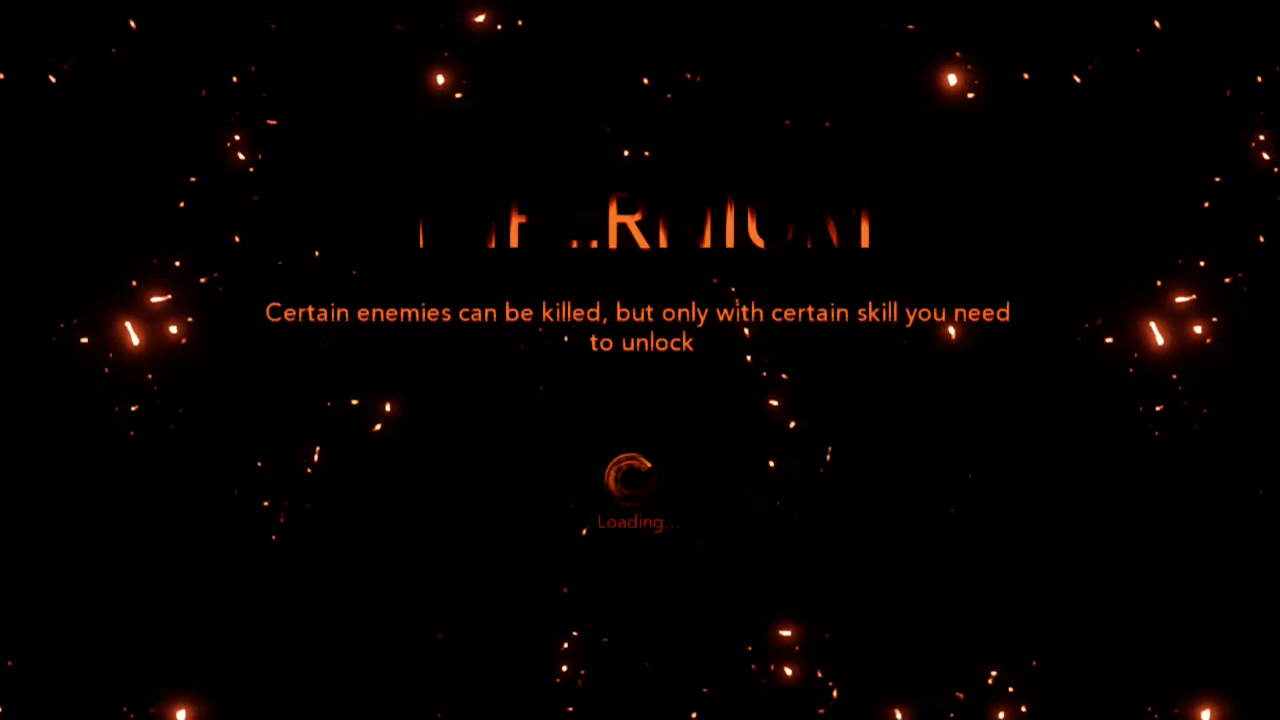 Certain enemies can be killed, but only with certain skill you need
to unlock
Loading...